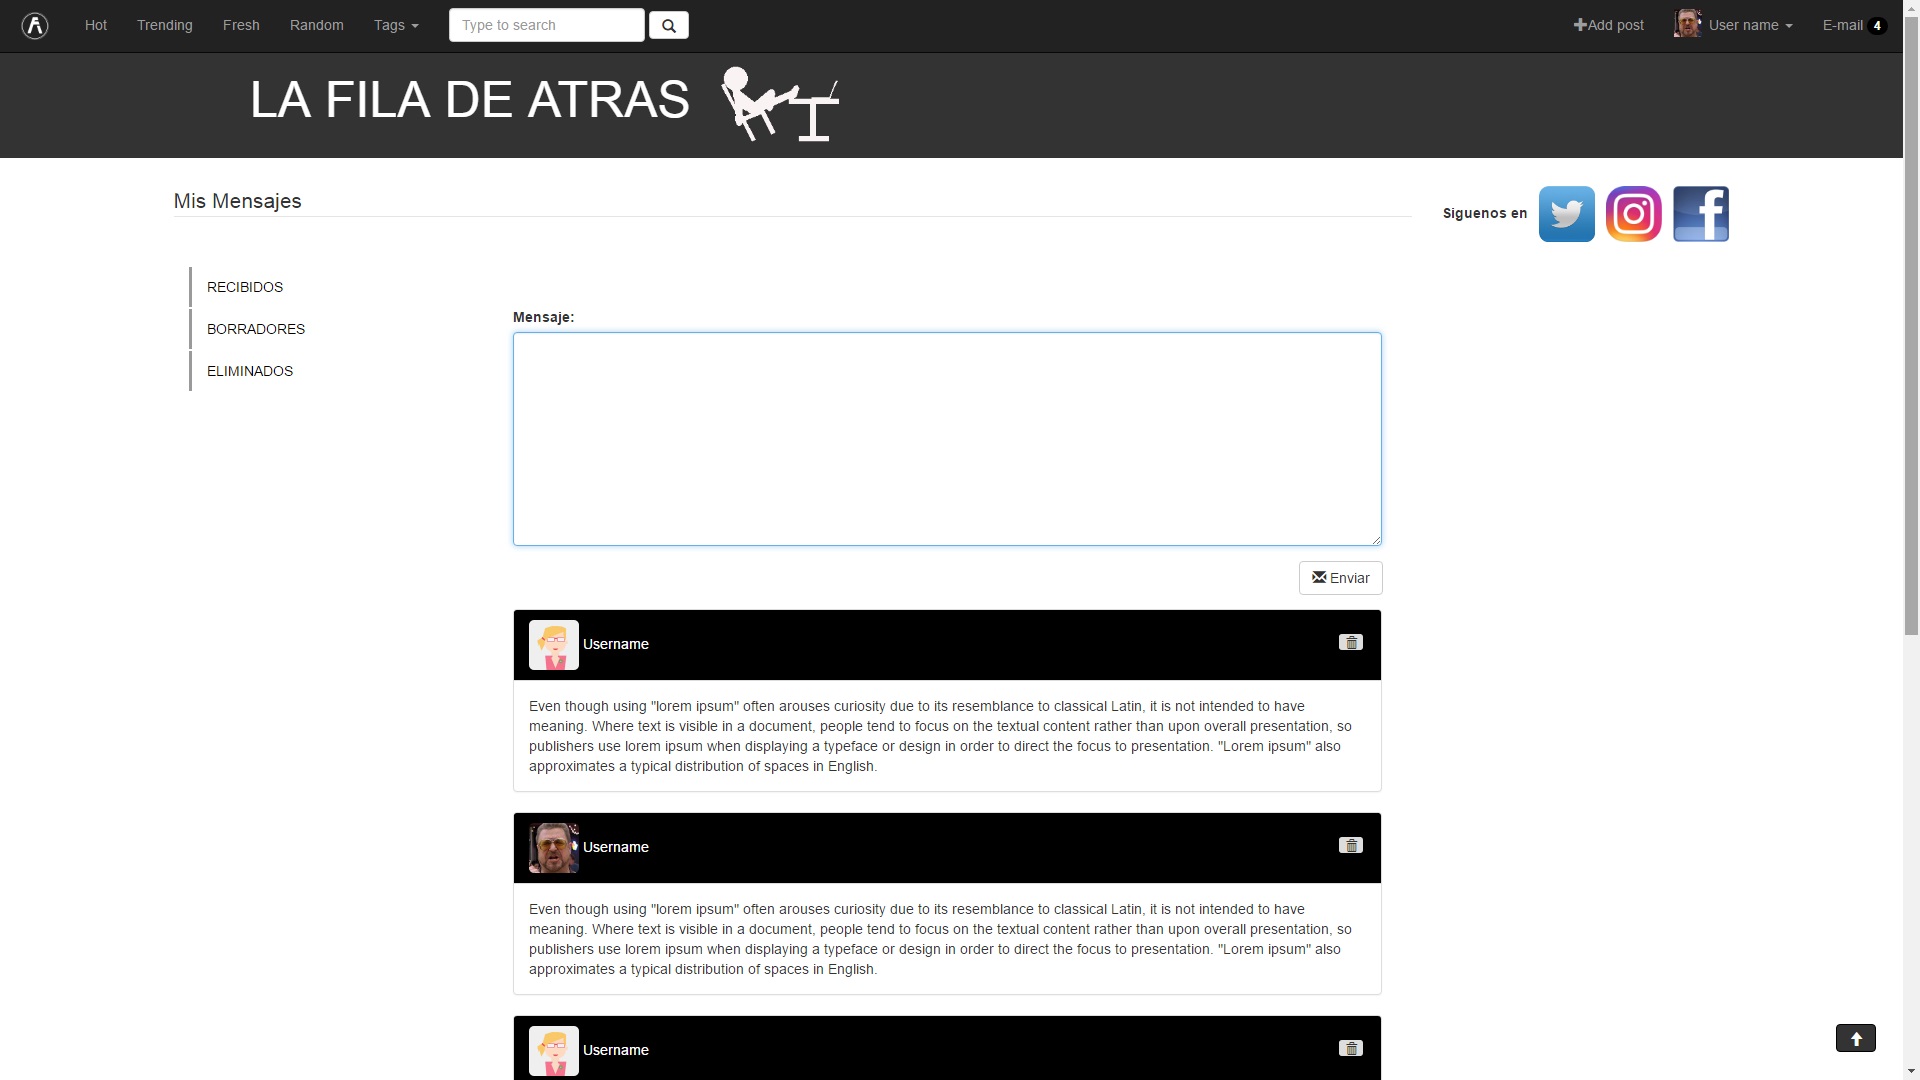 Hot Trending Fresh Random Tags Type to search Add post User name E-mail 4
LA FILA DE ATRAS
Mis Mensajes
Siguenos en
RECIBIDOS
BORRADORES
ELIMINADOS
Mensaje:
Enviar
Username
Even though using "lorem ipsum" often arouses curiosity due to its resemblance to classical Latin, it is not intended to have
meaning. Where text is visible in a document, people tend to focus on the textual content rather than upon overall presentation, so
publishers use lorem ipsum when displaying a typeface or design in order to direct the focus to presentation. "Lorem ipsum" also
approximates a typical distribution of spaces in English.
Username
Even though using "lorem ipsum" often arouses curiosity due to its resemblance to classical Latin, it is not intended to have
meaning. Where text is visible in a document, people tend to focus on the textual content rather than upon overall presentation, so
publishers use lorem ipsum when displaying a typeface or design in order to direct the focus to presentation. "Lorem ipsum" also
approximates a typical distribution of spaces in English.
Username